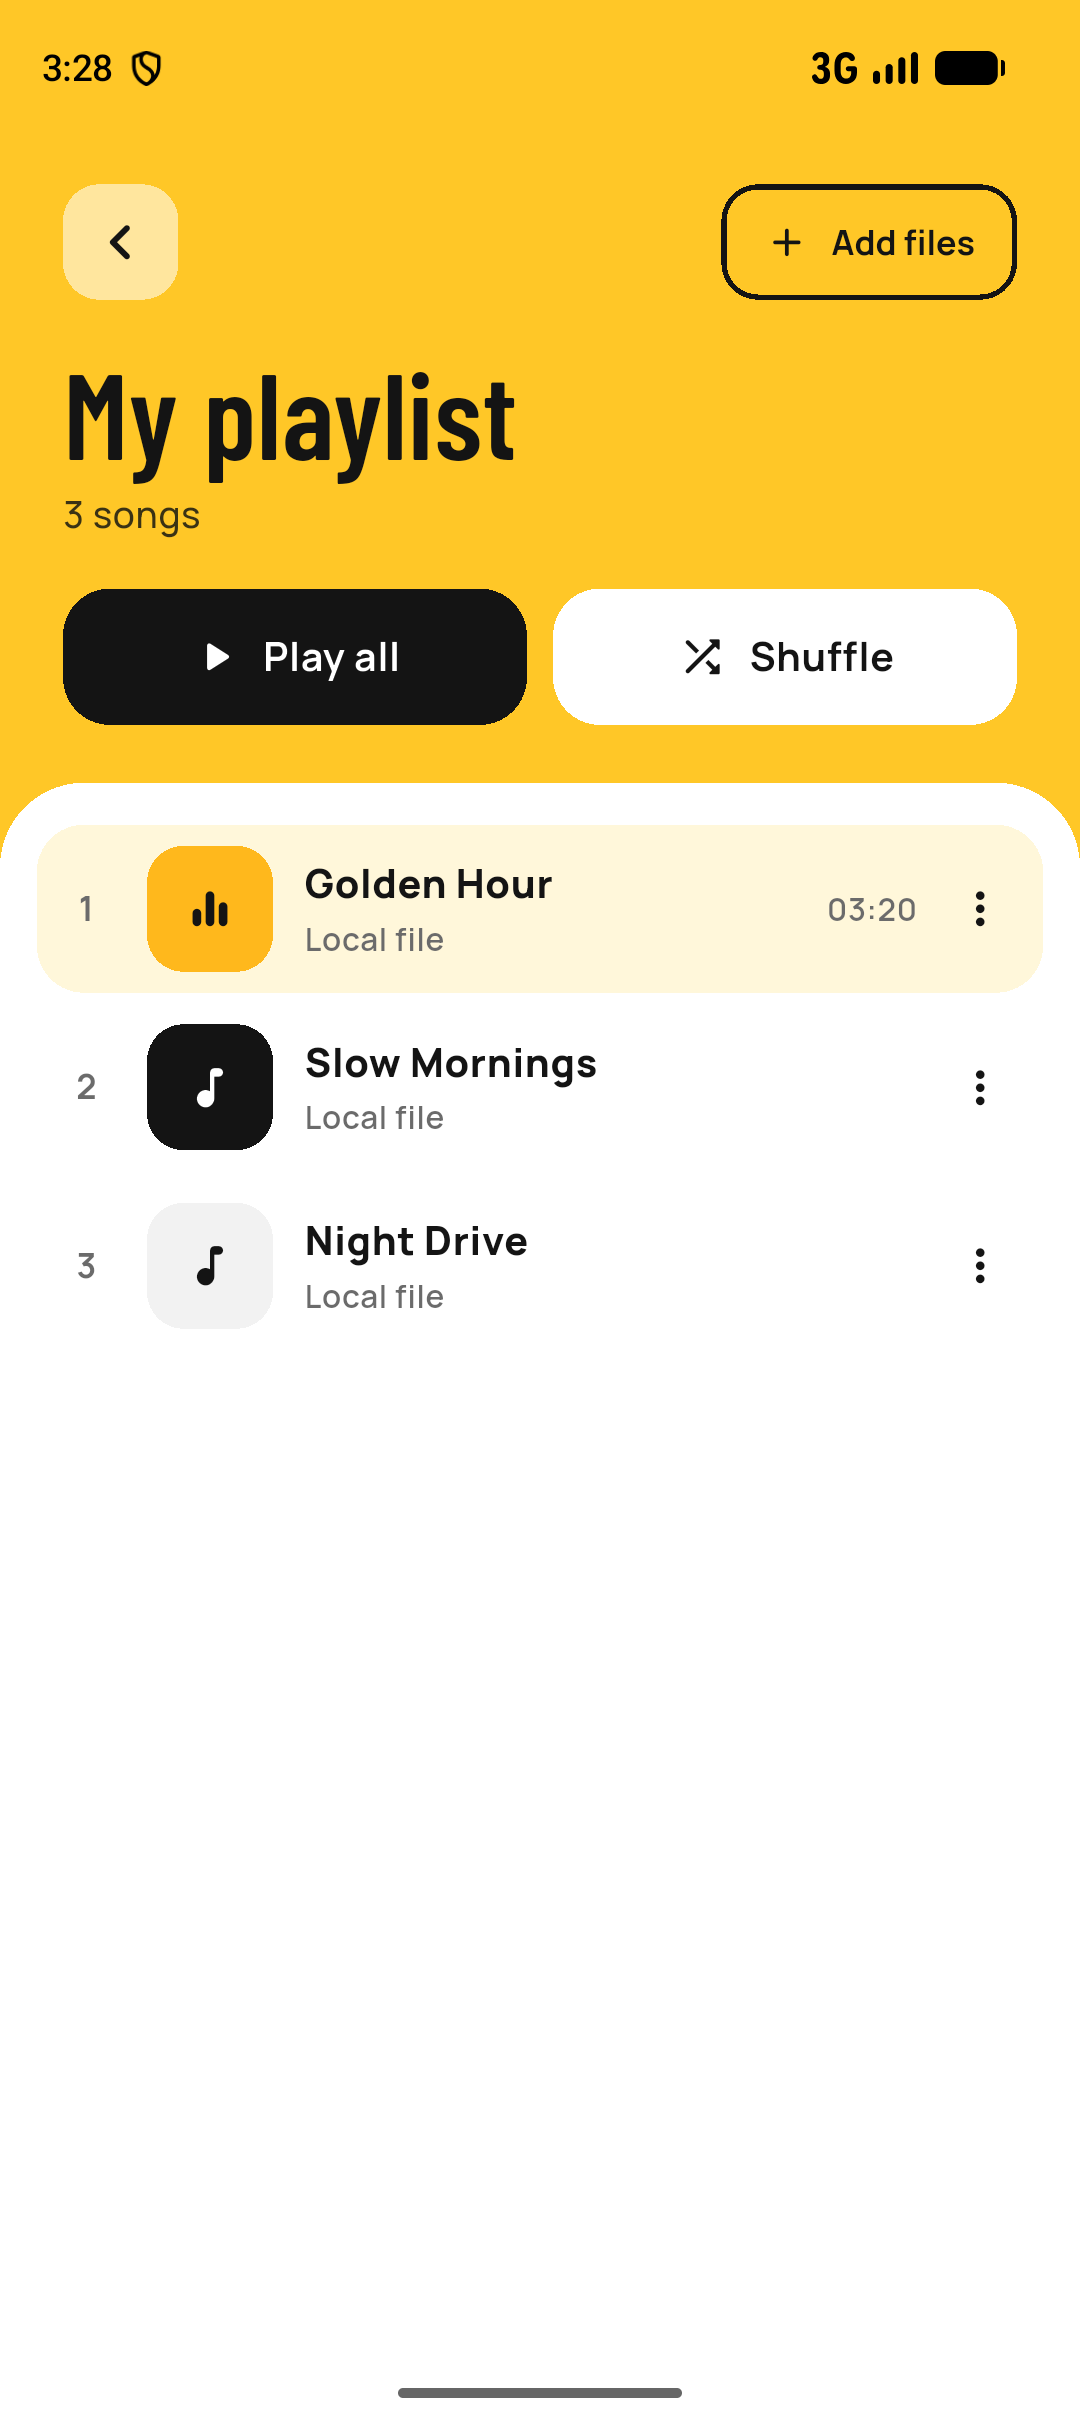 3:28
3G
Add files
My playlist
3 songs
Play all
Shuffle
1
Golden Hour
Local file
03:20
2
Slow Mornings
Local file
3
Night Drive
Local file